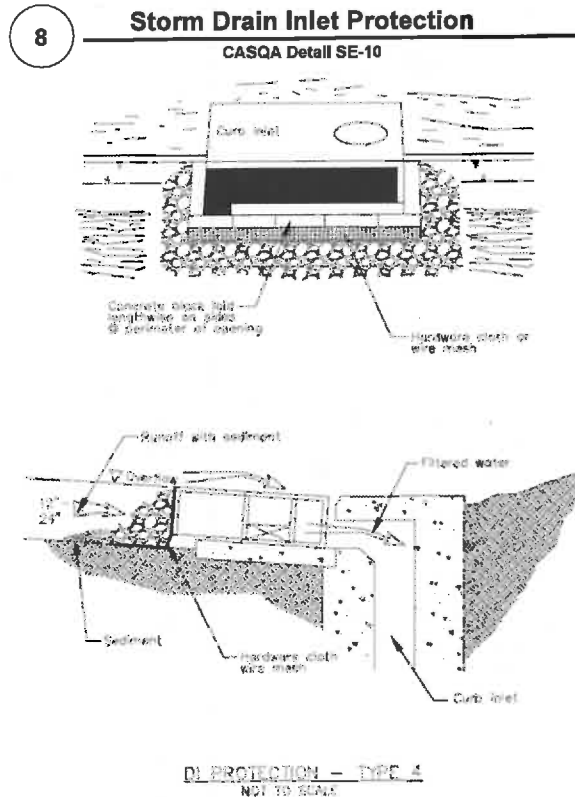 8
Storm Drain Inlet Protection
CASQA Detail SE-10
Curb Inlet
Concrete block laid
lengthwise on sides
@ perimeter of opening
Hardware cloth or
wire mesh
Runoff with sediment
Filtered water
24"
Sediment
Hardware cloth
wire mesh
Curb inlet
DI PROTECTION - TYPE 4
NOT TO SCALE